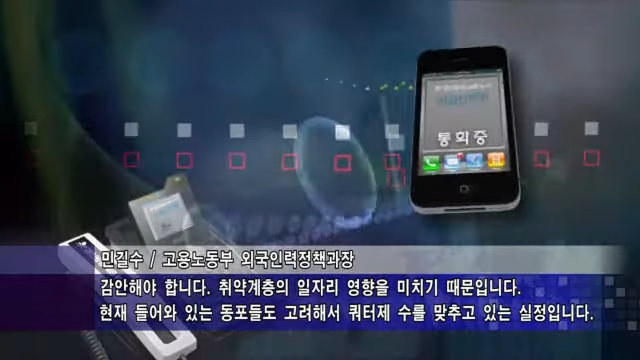 통화중
민길수 / 고용노동부 외국인력정책과장
감안해야 합니다. 취약계층의 일자리 영향을 미치기 때문입니다.
현재 들어와 있는 동포들도 고려해서 쿼터제 수를 맞추고 있는 실정입니다.